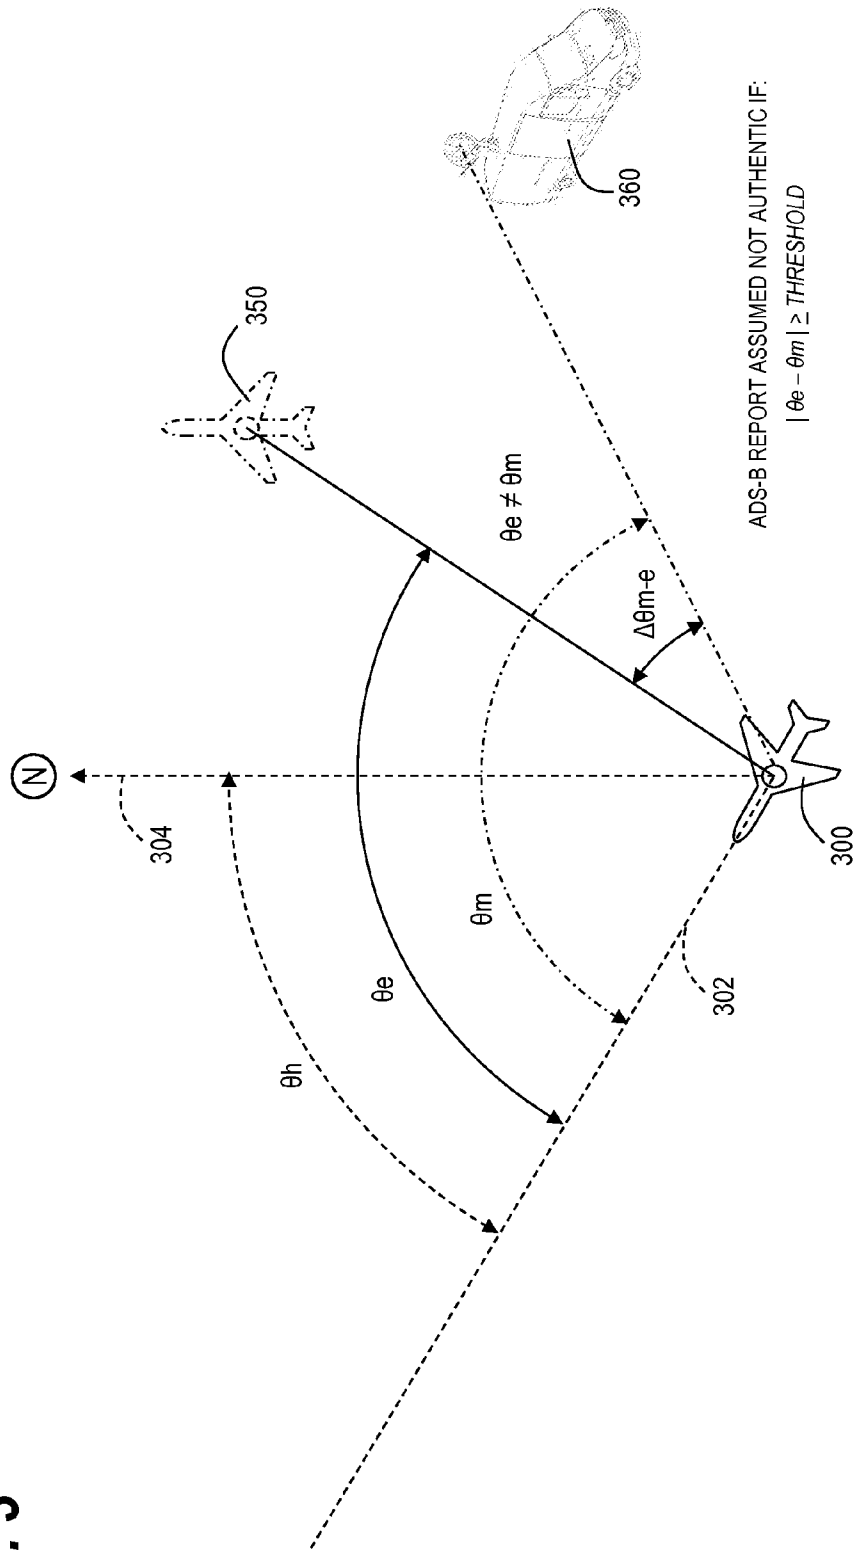 N
304
350
θh
θe
θe ≠ θm
θm
Δθm-e
360
302
300
ADS-B REPORT ASSUMED NOT AUTHENTIC IF:
| θe – θm | ≥ THRESHOLD